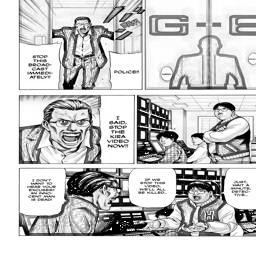 STOP
THIS
BROAD-
CAST
IMMEDI-
ATELY!!
POLICE!!
G-E
I
SAID,
STOP
THE
KIRA
VIDEO
NOW!!
I DON'T
WANT TO
HEAR YOUR
EXCUSES!
AN INNO-
CENT MAN
IS DEAD!
IF WE
STOP THIS
VIDEO,
WE'LL ALL
BE KILLED...
JUST...
WAIT A
MINUTE,
DETEC-
TIVE...
H